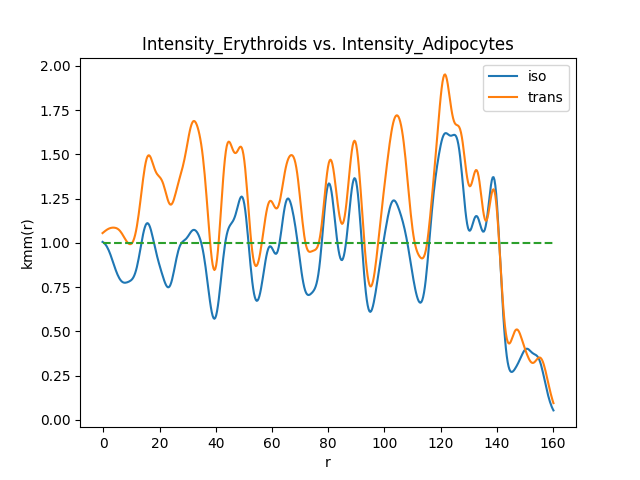 Intensity_Erythroids vs. Intensity_Adipocytes
iso
trans
kmm(r)
2.00
1.75
1.50
1.25
1.00
0.75
0.50
0.25
0.00
0 20 40 60 80 100 120 140 160
r